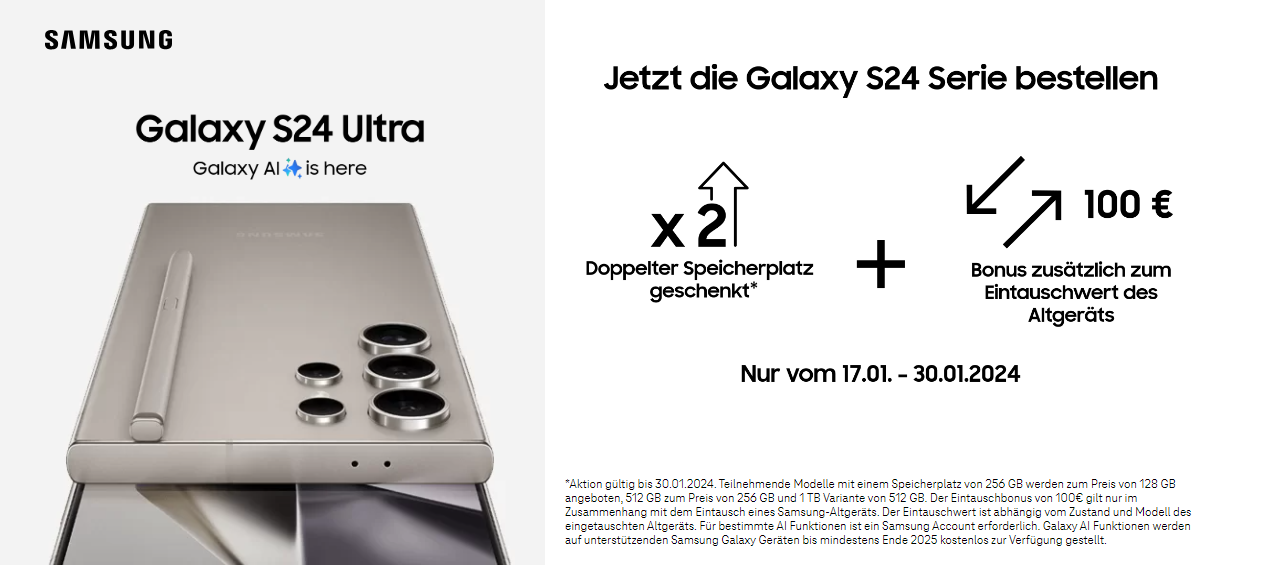 SAMSUNG
Galaxy S24 Ultra
Galaxy AI is here
SAMSUNG
Jetzt die Galaxy S24 Serie bestellen
x 2
Doppelter Speicherplatz
geschenkt*
+
100 €
Bonus zusätzlich zum
Eintauschwert des
Altgeräts
Nur vom 17.01. – 30.01.2024
*Aktion gültig bis 30.01.2024. Teilnehmende Modelle mit einem Speicherplatz von 256 GB werden zum Preis von 128 GB
angeboten, 512 GB zum Preis von 256 GB und 1 TB Variante von 512 GB. Der Eintauschbonus von 100€ gilt nur im
Zusammenhang mit dem Eintausch eines Samsung-Altgeräts. Der Eintauschwert ist abhängig vom Zustand und Modell des
eingetauschten Altgeräts. Für bestimmte AI Funktionen ist ein Samsung Account erforderlich. Galaxy AI Funktionen werden
auf unterstützenden Samsung Galaxy Geräten bis mindestens Ende 2025 kostenlos zur Verfügung gestellt.